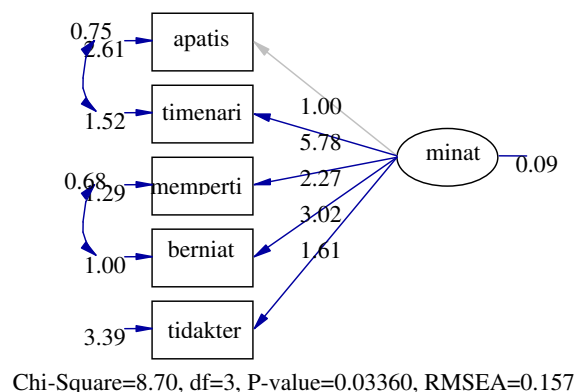 0.75
2.61
apatis
1.52
timenari
1.00
5.78
0.68
1.29
memperti
2.27
minat
0.09
3.02
1.00
berniat
1.61
3.39
tidakter
Chi-Square=8.70, df=3, P-value=0.03360, RMSEA=0.157